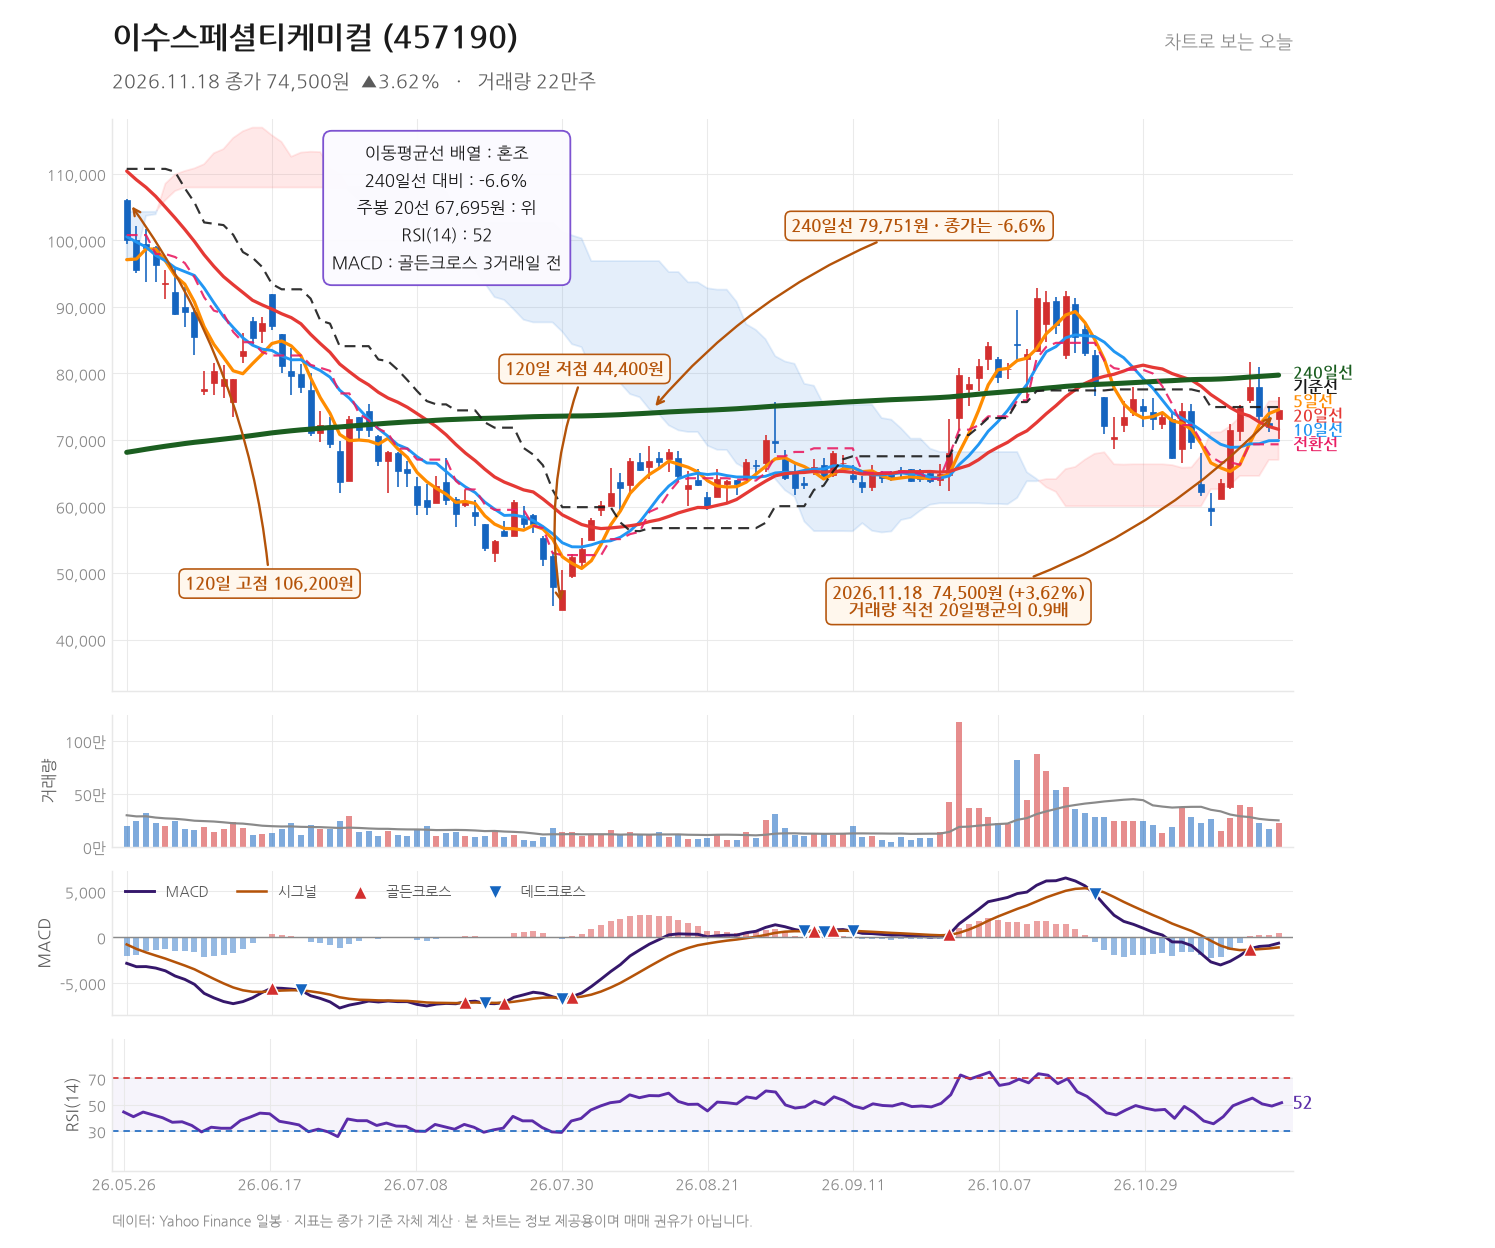 이수스페셜티케미컬 (457190)
차트로 보는 오늘
2026.11.18 종가 74,500원 ▲3.62% · 거래량 22만주
이동평균선 배열 : 혼조
240일선 대비 : -6.6%
주봉 20선 67,695원 : 위
RSI(14) : 52
MACD : 골든크로스 3거래일 전
240일선 79,751원 · 종가는 -6.6%
120일 저점 44,400원
120일 고점 106,200원
2026.11.18 74,500원 (+3.62%)
거래량 직전 20일평균의 0.9배
110,000
100,000
90,000
80,000
70,000
60,000
50,000
40,000
240일선
기준선
5일선
20일선
10일선
전환선
거래량
100만
50만
0만
MACD
5,000
0
-5,000
MACD 시그널 골든크로스 데드크로스
RSI(14)
70
50
30
52
26.05.26 26.06.17 26.07.08 26.07.30 26.08.21 26.09.11 26.10.07 26.10.29
데이터: Yahoo Finance 일봉 · 지표는 종가 기준 자체 계산 · 본 차트는 정보 제공용이며 매매 권유가 아닙니다.